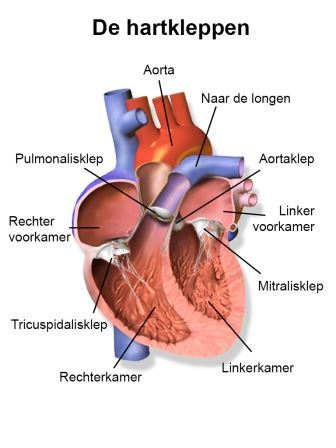 De hartkleppen
Aorta
Naar de longen
Pulmonalisklep
Aortaklep
Rechter
voorkamer
Linker
voorkamer
Mitralisklep
Tricuspidalisklep
Linkerkamer
Rechterkamer